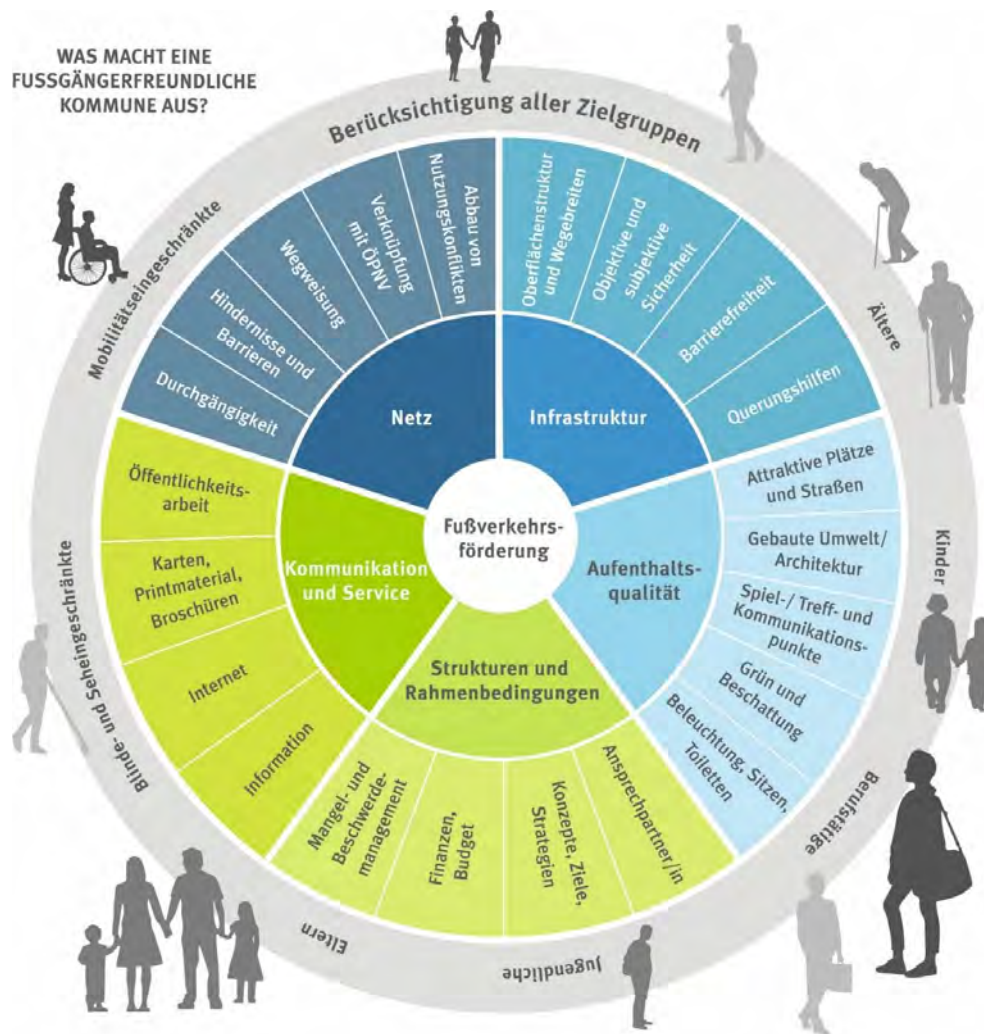 WAS MACHT EINE
FUSSGÄNGERFREUNDLICHE
KOMMUNE AUS?
Berücksichtigung aller Zielgruppen
Ältere
Kinder
Berufstätige
Jugendliche
Eltern
Blinde- und Seheingeschränkte
Mobilitätseingeschränkte
Fußverkehrs-
förderung
Netz
Durchgängigkeit
Hindernisse und
Barrieren
Wegweisung
Verknüpfung
mit ÖPNV
Abbau von
Nutzungskonflikten
Infrastruktur
Oberflächenstruktur
und Wegebreiten
Objektive und
subjektive
Sicherheit
Barrierefreiheit
Querungshilfen
Aufenthalts-
qualität
Attraktive Plätze
und Straßen
Gebaute Umwelt/
Architektur
Spiel-/ Treff- und
Kommunikations-
punkte
Grün und
Beschattung
Beleuchtung, Sitzen,
Toiletten
Strukturen und
Rahmenbedingungen
Ansprechpartner/in
Konzepte, Ziele,
Strategien
Finanzen,
Budget
Mangel- und
Beschwerde-
management
Kommunikation
und Service
Information
Internet
Karten,
Printmaterial,
Broschüren
Öffentlichkeits-
arbeit